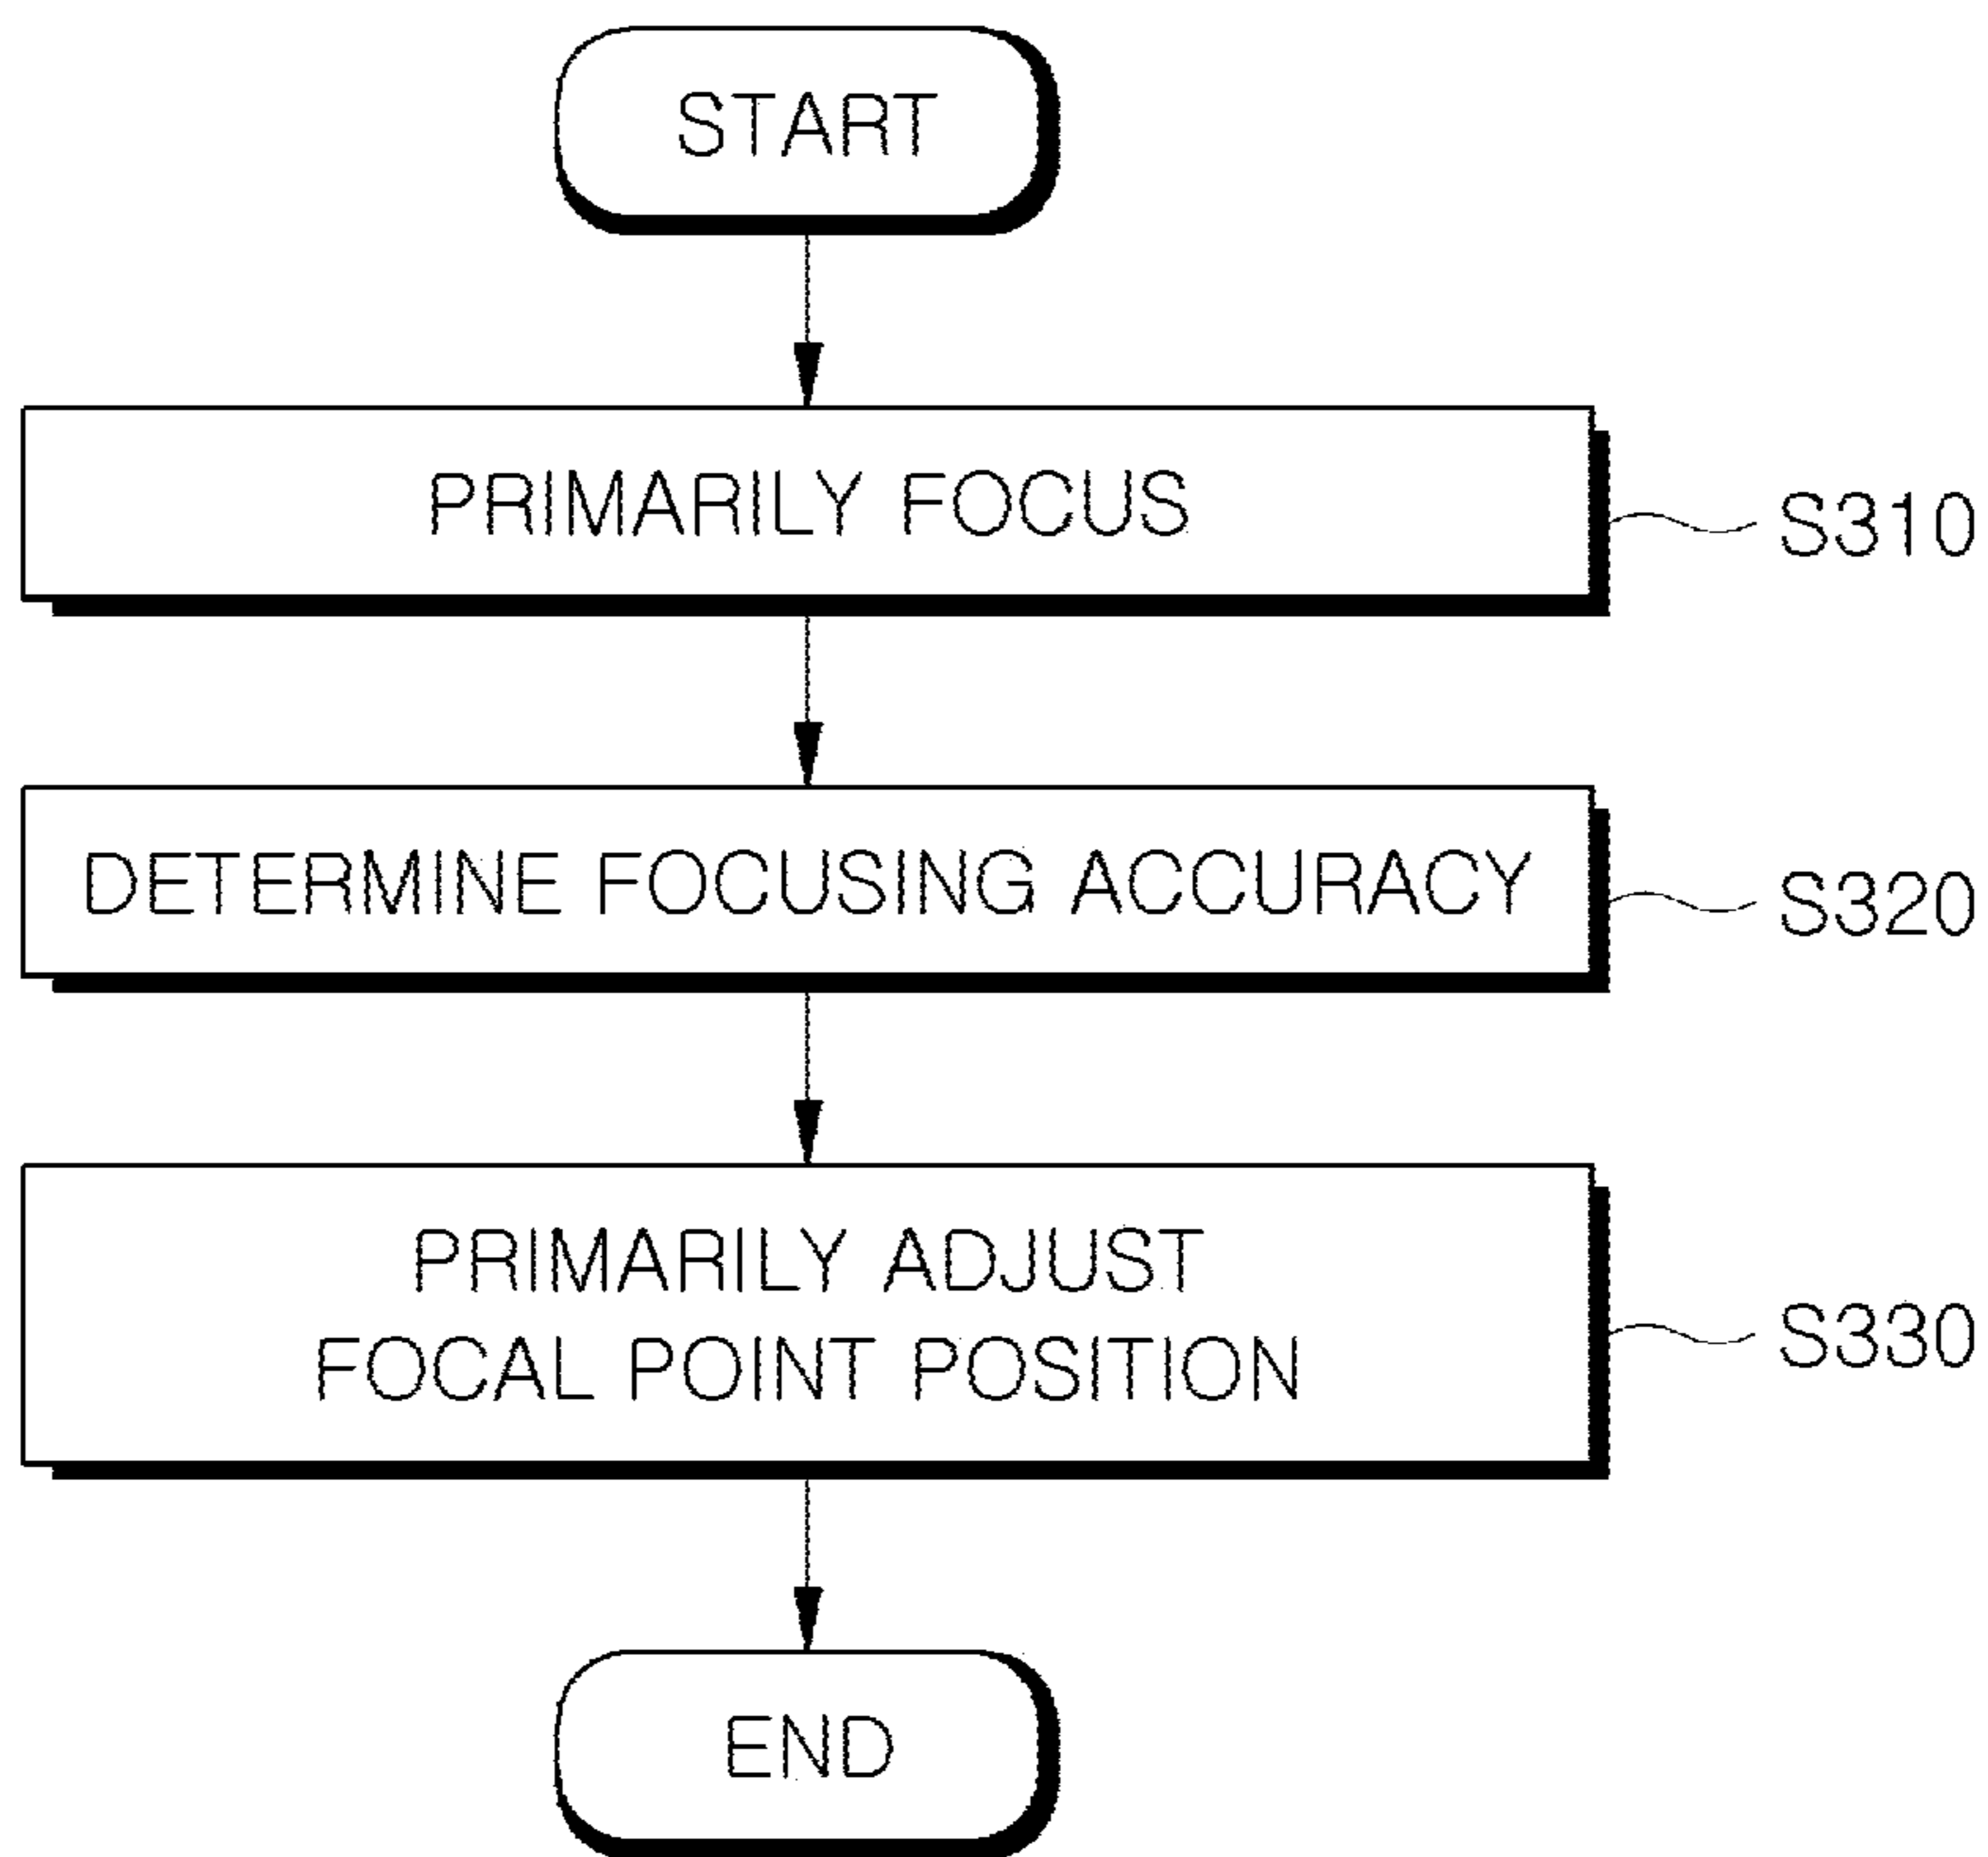 START
PRIMARILY FOCUS
S310
DETERMINE FOCUSING ACCURACY
S320
PRIMARILY ADJUST
FOCAL POINT POSITION
S330
END